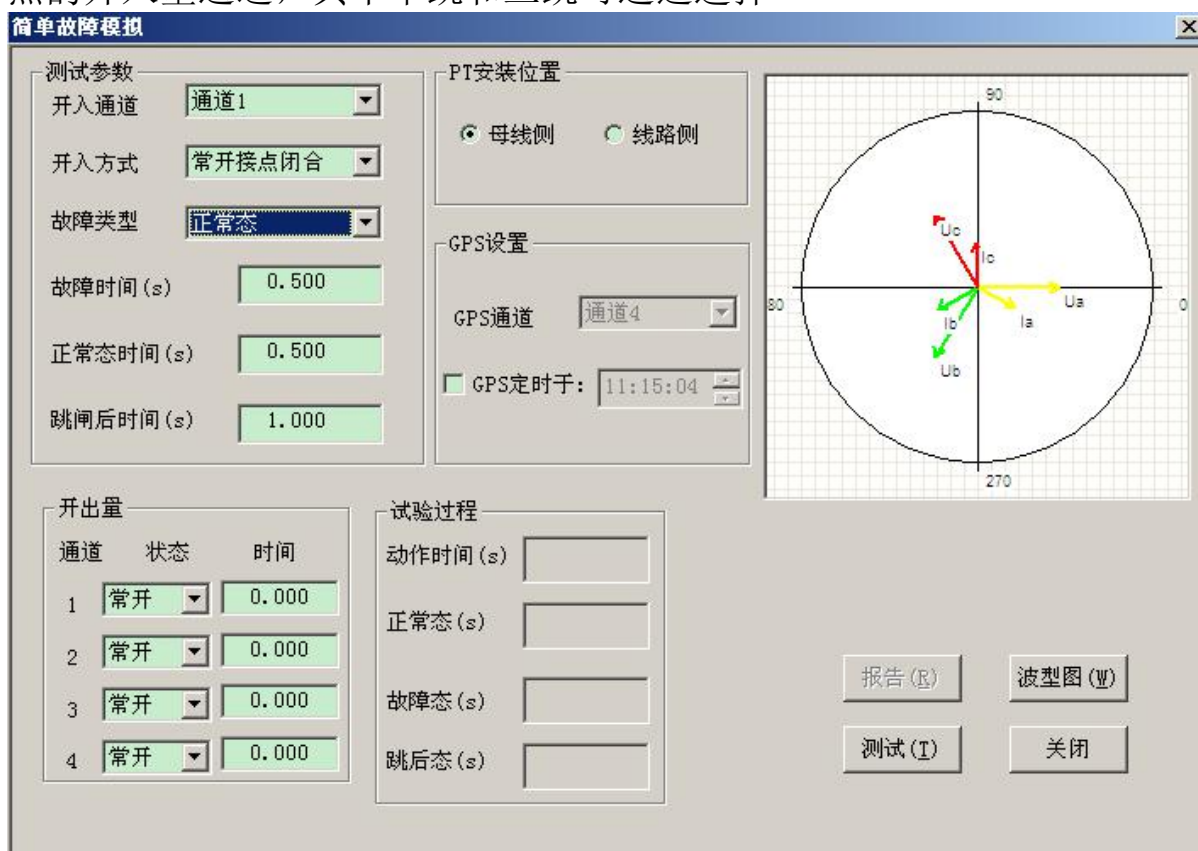 简单故障模拟
测试参数
开入通道 通道1
开入方式 常开接点闭合
故障类型 正常态
故障时间(s) 0.500
正常态时间(s) 0.500
跳闸后时间(s) 1.000
PT安装位置
母线侧 线路侧
GPS设置
GPS通道 通道4
GPS定时于: 11:15:04
90
Uc
Ic
80
0
Ua
Ia
Ib
Ub
270
开出量
通道 状态 时间
1 常开 0.000
2 常开 0.000
3 常开 0.000
4 常开 0.000
试验过程
动作时间(s)
正常态(s)
故障态(s)
跳后态(s)
报告(R) 波型图(W)
测试(T) 关闭